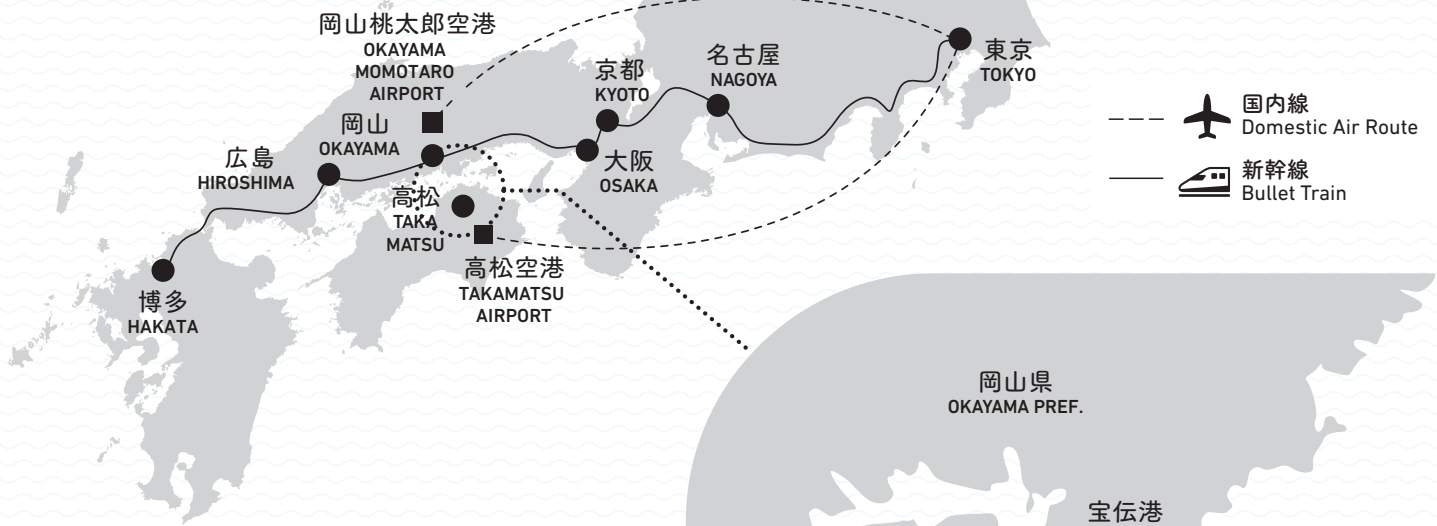 岡山桃太郎空港
OKAYAMA
MOMOTARO
AIRPORT
東京
TOKYO
名古屋
NAGOYA
京都
KYOTO
国内線
Domestic Air Route
岡山
OKAYAMA
大阪
OSAKA
広島
HIROSHIMA
新幹線
Bullet Train
高松
TAKA
MATSU
高松空港
TAKAMATSU
AIRPORT
博多
HAKATA
岡山県
OKAYAMA PREF.
宝伝港